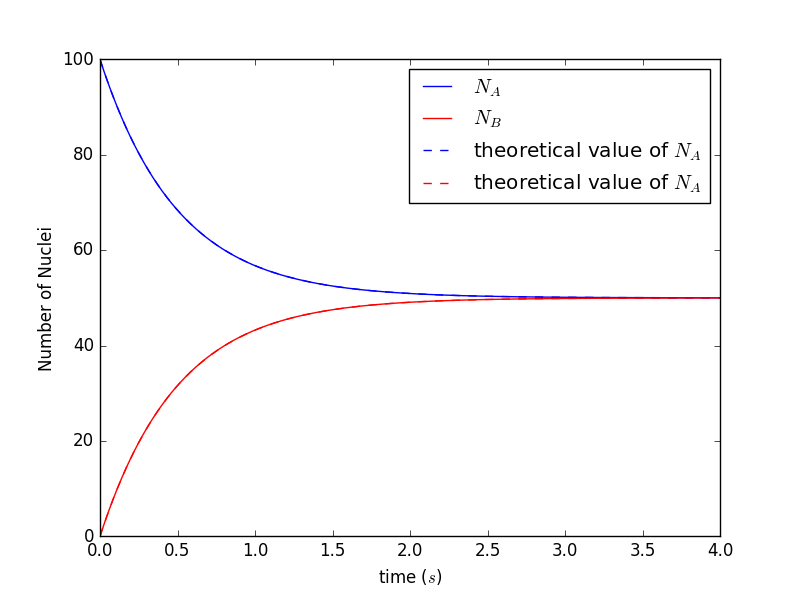 100
80
60
40
20
0
Number of Nuclei
N_A
N_B
theoretical value of N_A
theoretical value of N_A
0.0 0.5 1.0 1.5 2.0 2.5 3.0 3.5 4.0
time (s)